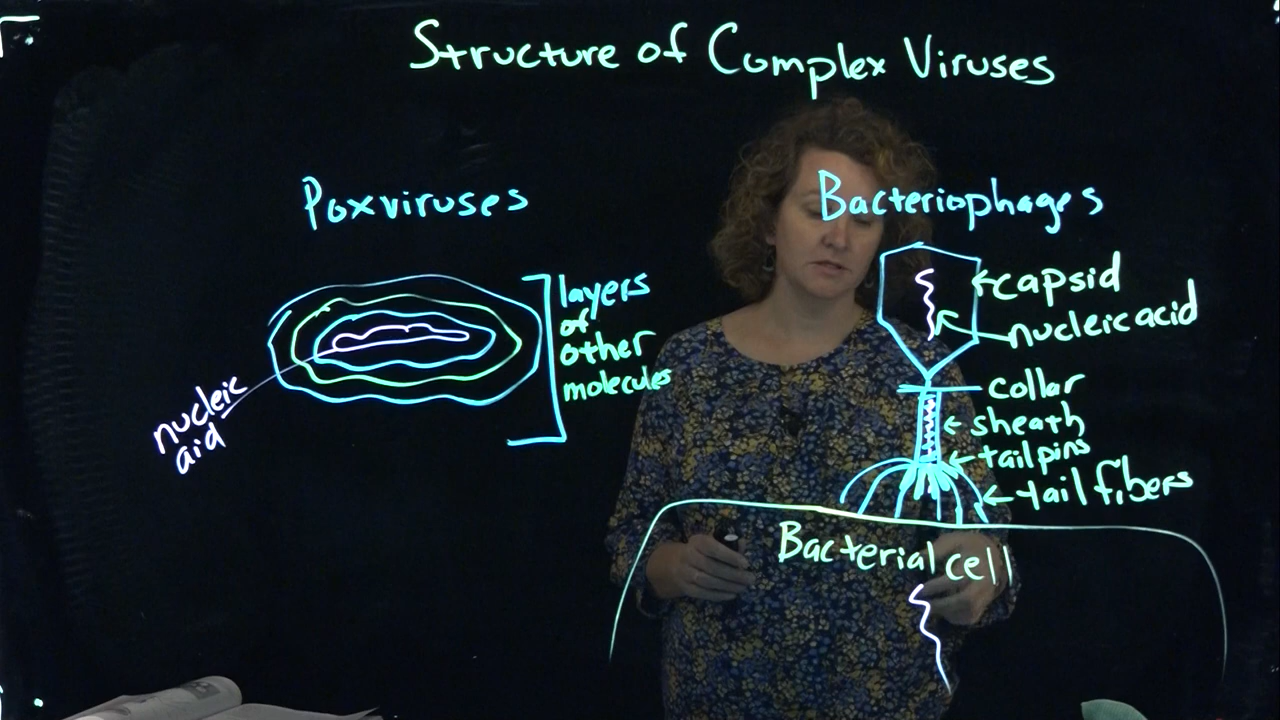 Structure of Complex Viruses
Poxviruses
layers
of
other
molecules
nucleic
aid
Bacteriophages
capsid
nucleic acid
collar
sheath
tail pins
tail fibers
Bacterial cell